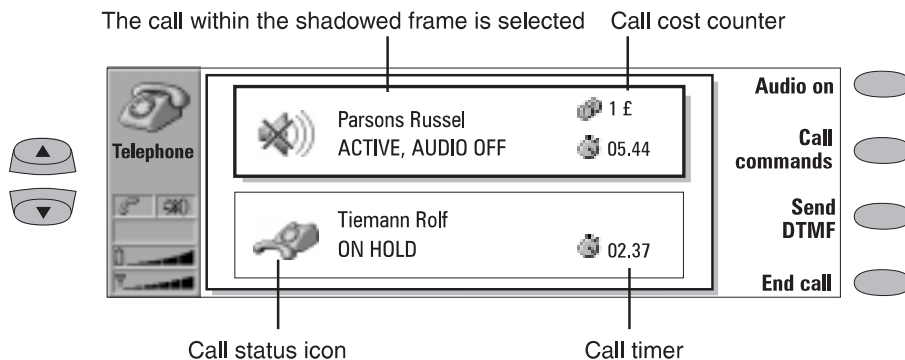 The call within the shadowed frame is selected
Call cost counter
Telephone
Parsons Russel
1 £
ACTIVE, AUDIO OFF
05.44
Tiemann Rolf
ON HOLD
02.37
Audio on
Call
commands
Send
DTMF
End call
Call status icon
Call timer